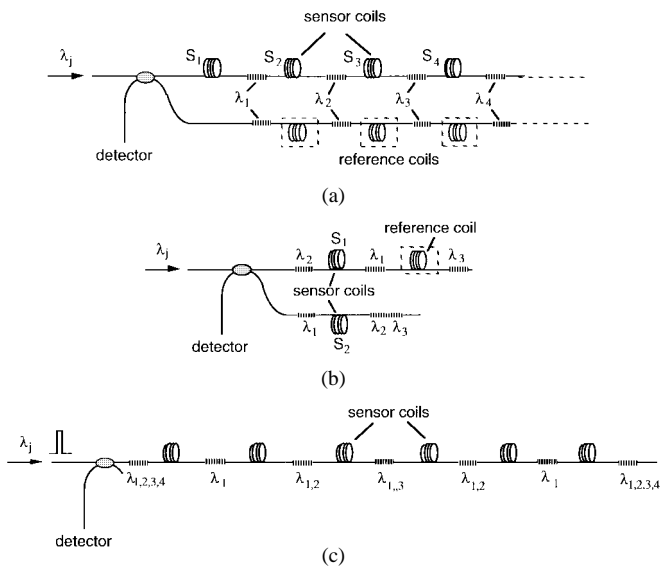 sensor coils
λj S1 S2 S3 S4
λ1 λ2 λ3 λ4
detector
reference coils
(a)
reference coil
S1
λj λ2 λ1 λ3
sensor coils
λ1 λ2 λ3
S2
detector
(b)
sensor coils
λj
λ1,2,3,4 λ1 λ1,2 λ1,,3 λ1,2 λ1 λ1,2,3,4
detector
(c)